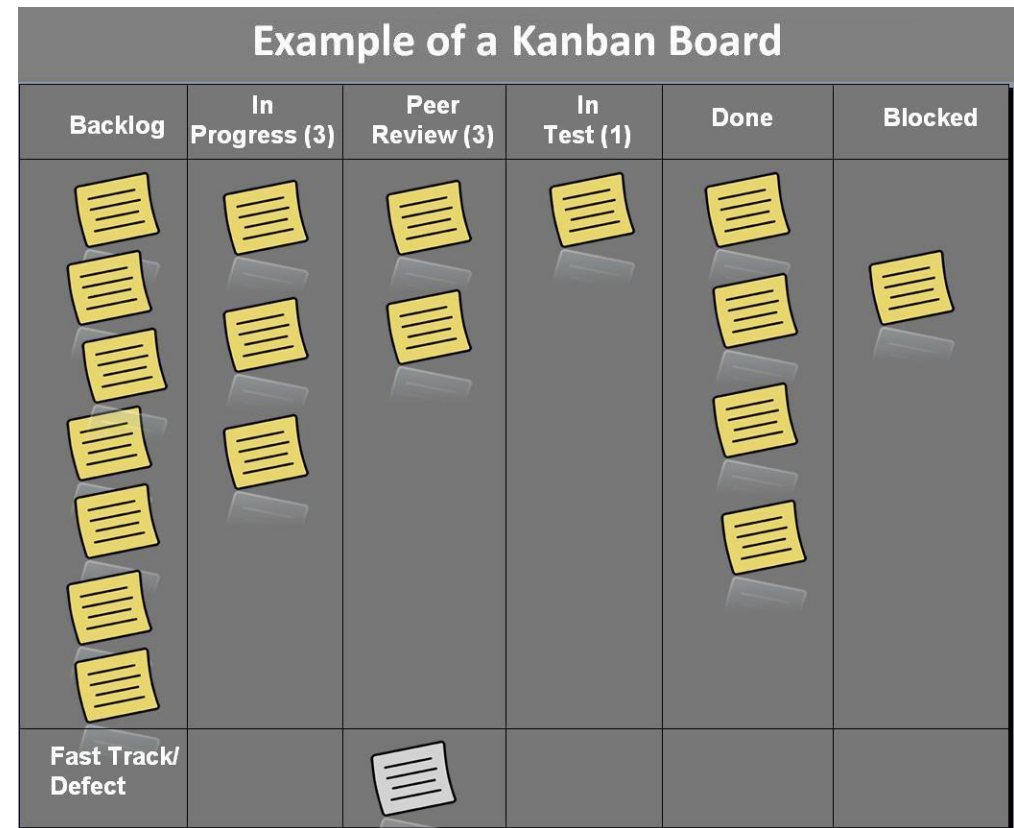 Example of a Kanban Board
Backlog
In
Progress (3)
Peer
Review (3)
In
Test (1)
Done
Blocked
Fast Track/
Defect